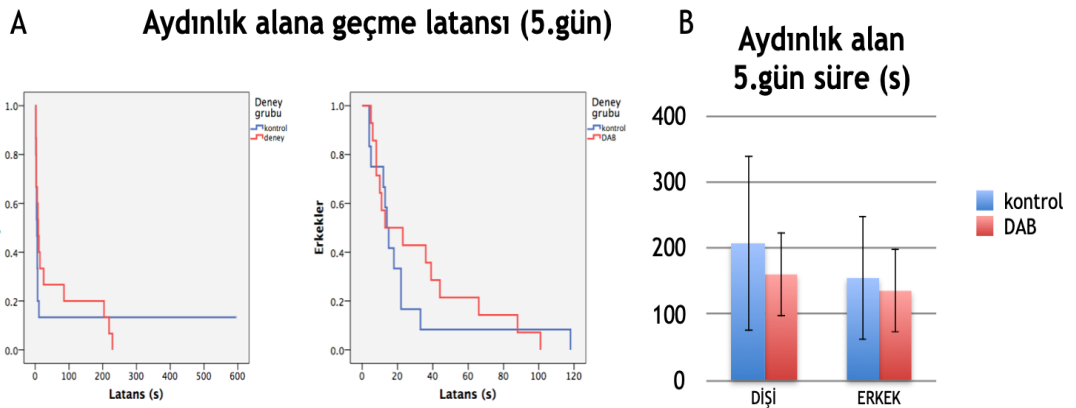 A
Aydınlık alana geçme latansı (5.gün)
Deney
grubu
kontrol
deney
1.0
0.8
0.6
0.4
0.2
0.0
0 100 200 300 400 500 600
Latans (s)
Deney
grubu
kontrol
DAB
Erkekler
1.0
0.8
0.6
0.4
0.2
0.0
0 20 40 60 80 100 120
Latans (s)
B
Aydınlık alan
5.gün süre (s)
400
300
200
100
0
DİŞİ ERKEK
kontrol
DAB